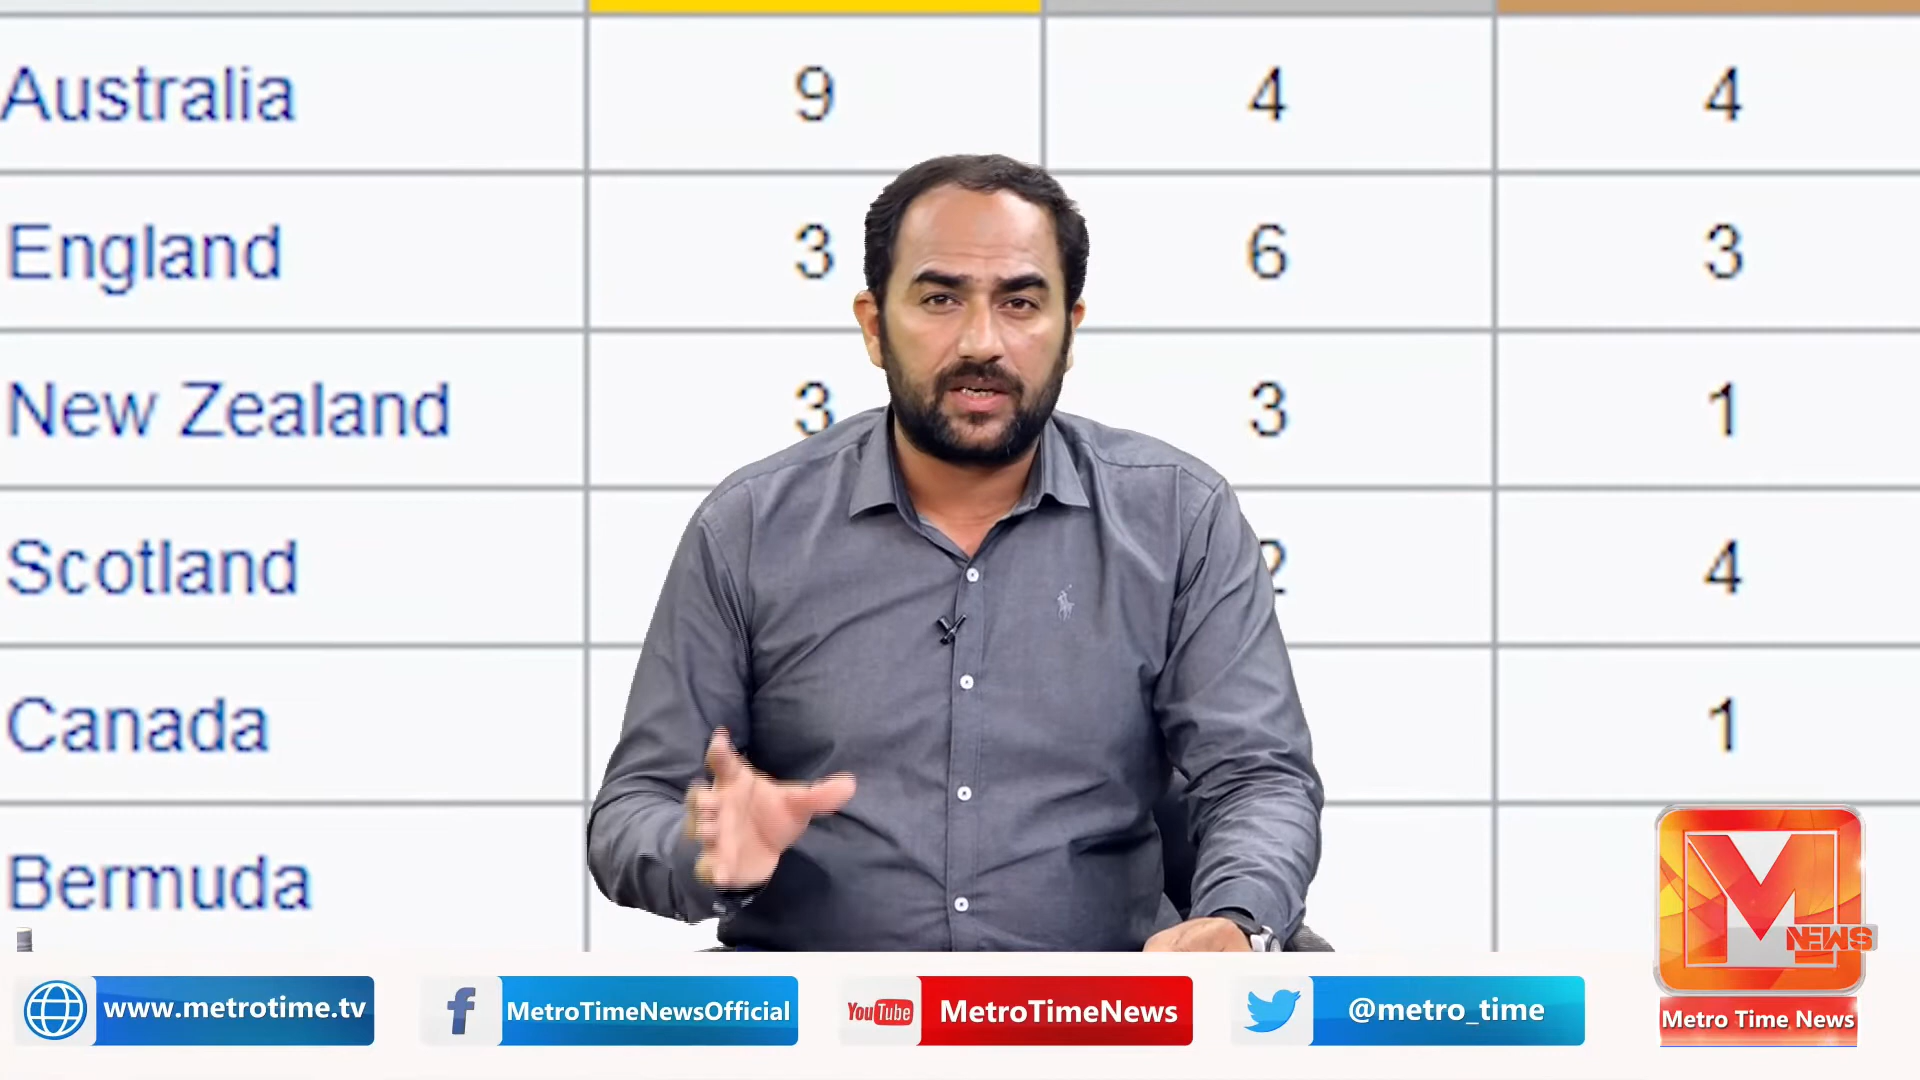 Australia 9 4 4
England 3 6 3
New Zealand 3 3 1
Scotland 2 4
Canada 1
Bermuda
M
NEWS
www.metrotime.tv
f MetroTimeNewsOfficial
YouTube MetroTimeNews
@metro_time
Metro Time News